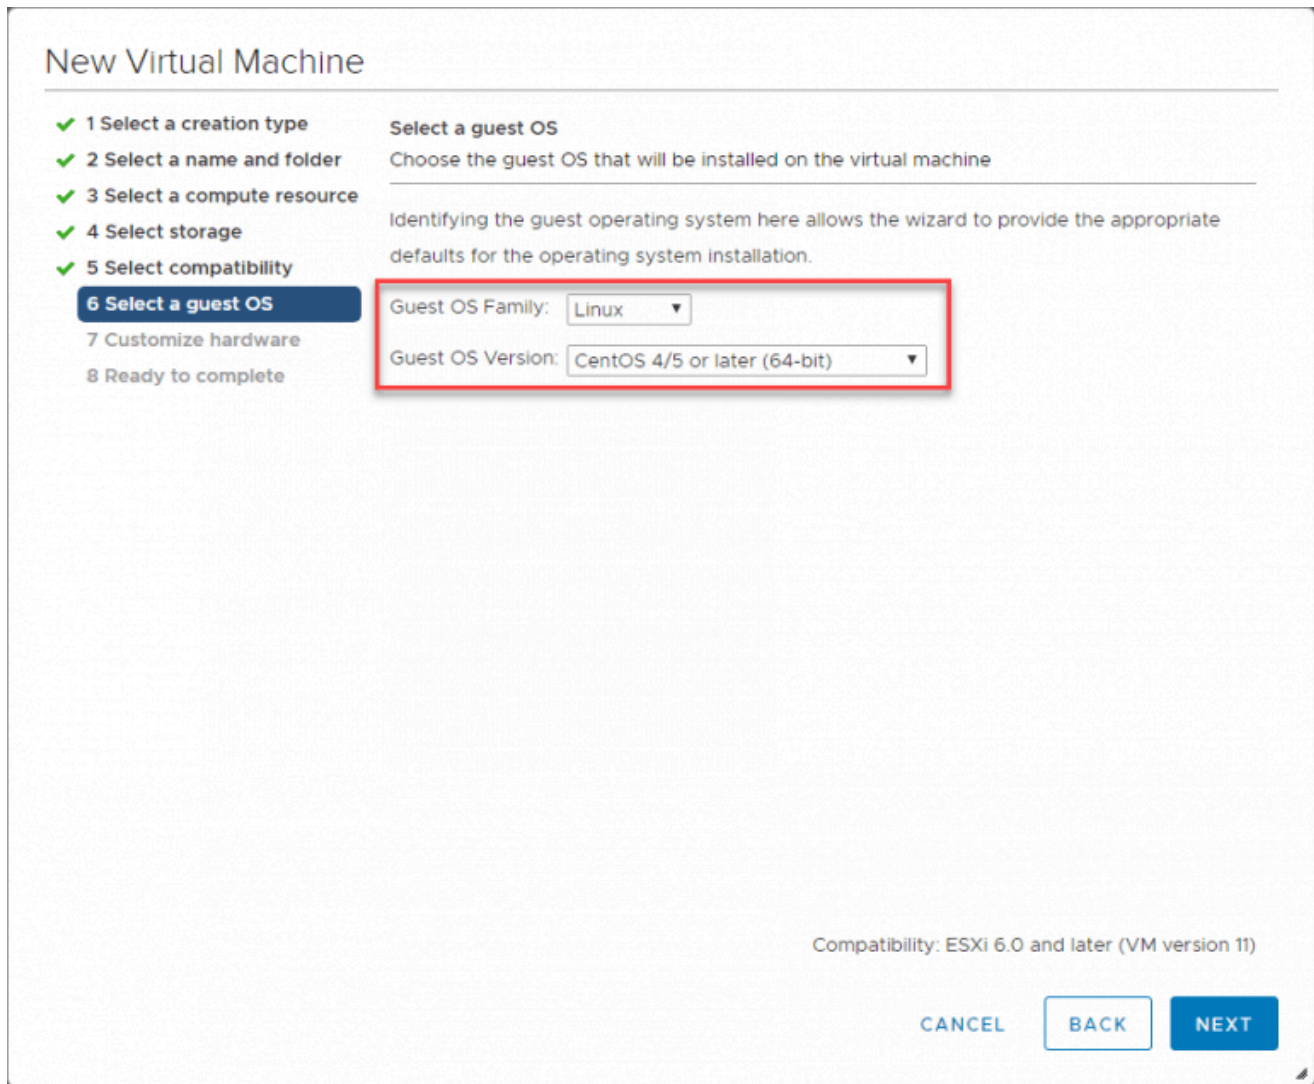 New Virtual Machine
1 Select a creation type
2 Select a name and folder
3 Select a compute resource
4 Select storage
5 Select compatibility
6 Select a guest OS
7 Customize hardware
8 Ready to complete
Select a guest OS
Choose the guest OS that will be installed on the virtual machine
Identifying the guest operating system here allows the wizard to provide the appropriate
defaults for the operating system installation.
Guest OS Family: Linux
Guest OS Version: CentOS 4/5 or later (64-bit)
Compatibility: ESXi 6.0 and later (VM version 11)
CANCEL BACK NEXT